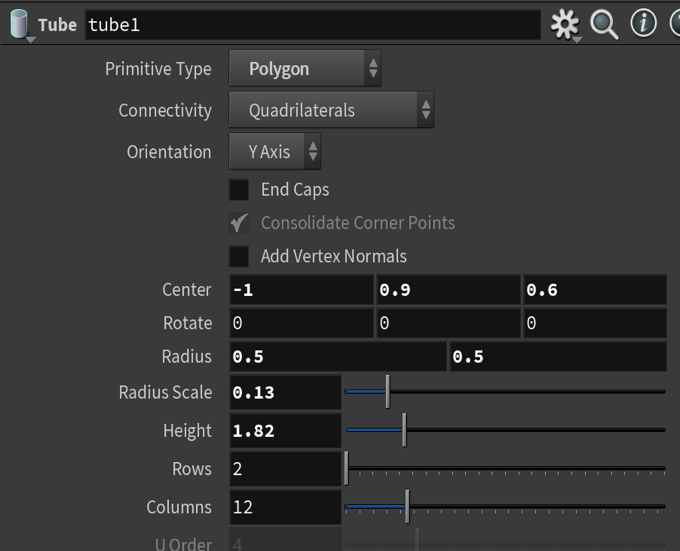 Tube tube1
Primitive Type Polygon
Connectivity Quadrilaterals
Orientation Y Axis
End Caps
Consolidate Corner Points
Add Vertex Normals
Center -1 0.9 0.6
Rotate 0 0 0
Radius 0.5 0.5
Radius Scale 0.13
Height 1.82
Rows 2
Columns 12
U Order 4